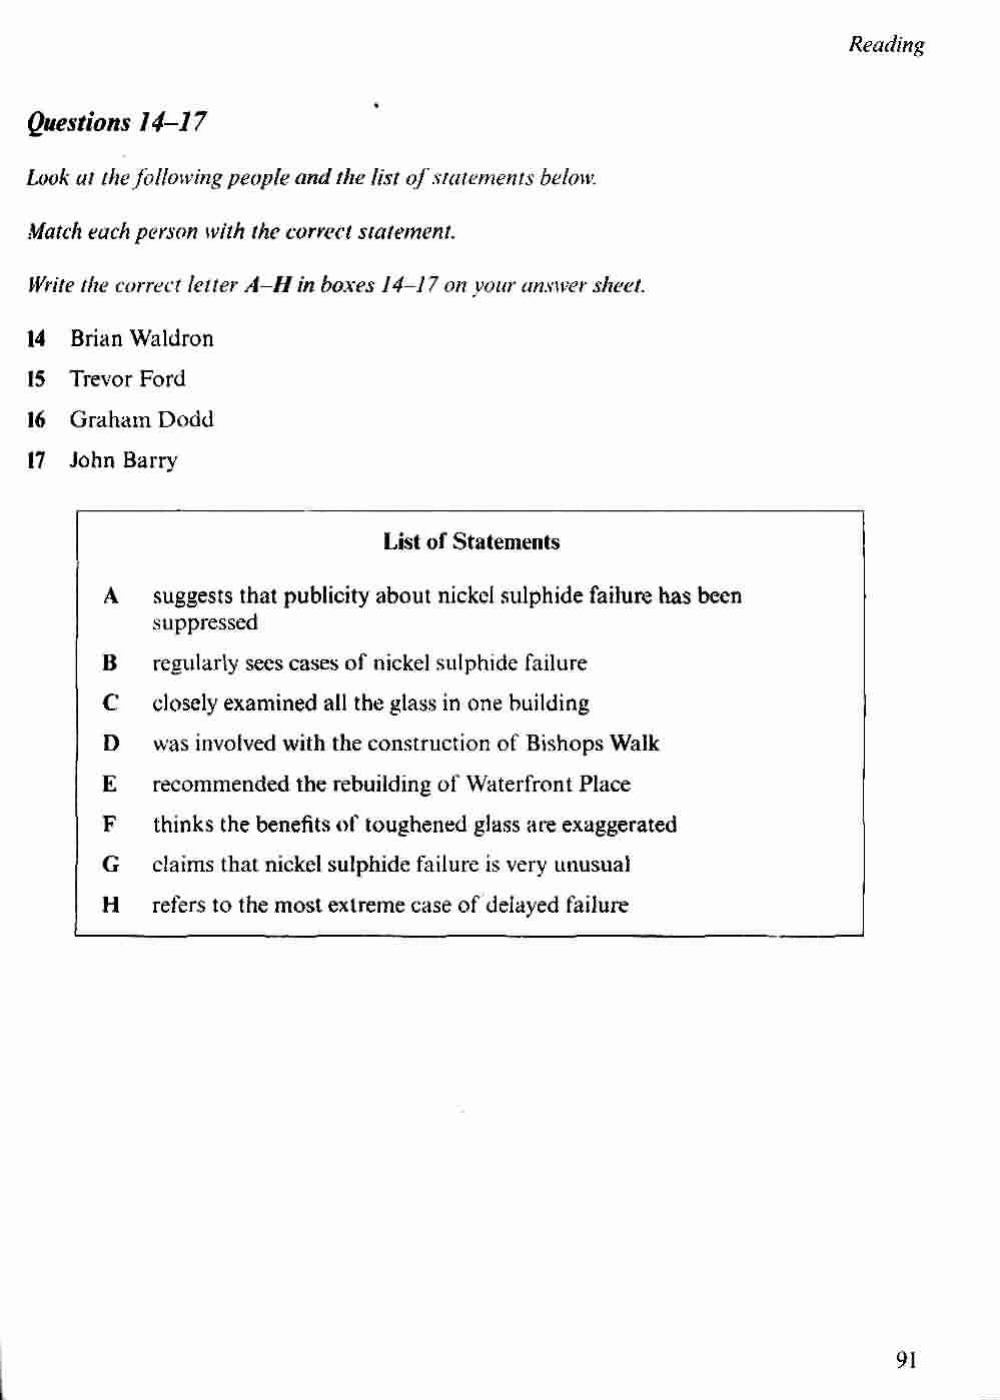 Reading
Questions 14–17
Look at the following people and the list of statements below.
Match each person with the correct statement.
Write the correct letter A–H in boxes 14–17 on your answer sheet.
14 Brian Waldron
15 Trevor Ford
16 Graham Dodd
17 John Barry
List of Statements
A suggests that publicity about nickel sulphide failure has been
suppressed
B regularly sees cases of nickel sulphide failure
C closely examined all the glass in one building
D was involved with the construction of Bishops Walk
E recommended the rebuilding of Waterfront Place
F thinks the benefits of toughened glass are exaggerated
G claims that nickel sulphide failure is very unusual
H refers to the most extreme case of delayed failure
91